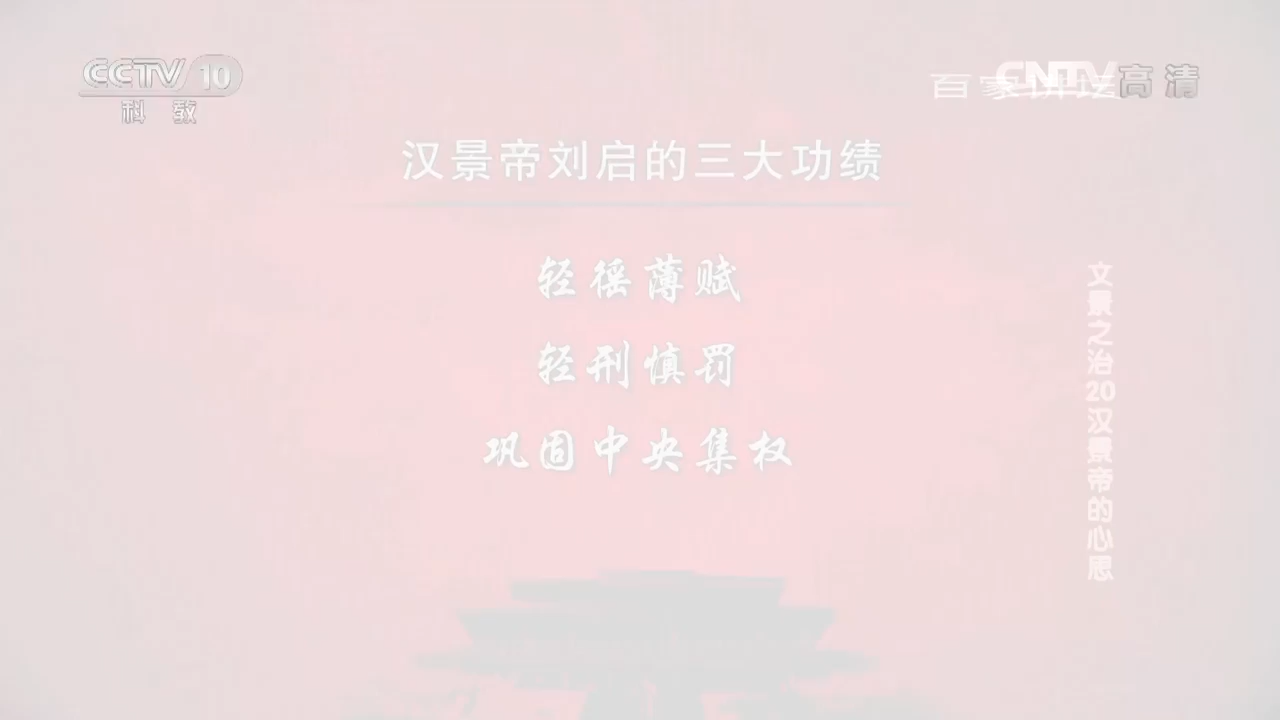 CCTV 10
科教
百家讲坛
CNTV高清
汉景帝刘启的三大功绩
轻徭薄赋
轻刑慎罚
巩固中央集权
文景之治20汉景帝的心思